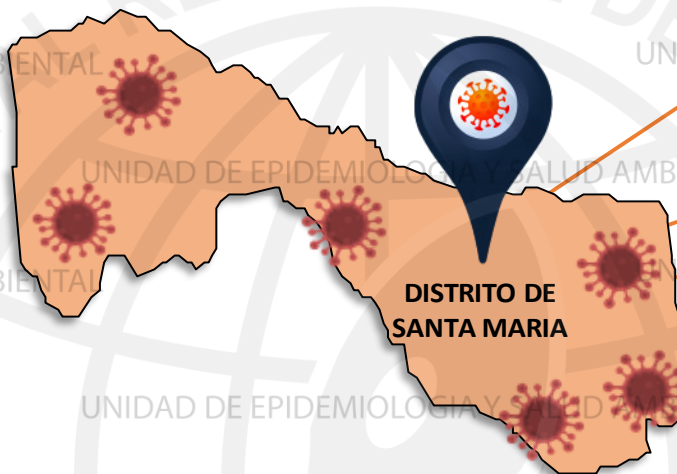 BIENTAL
UN
UNIDAD DE EPIDEMIOLOGIA Y SALUD AMB
BIENTAL
DISTRITO DE
SANTA MARIA
UNIDAD DE EPIDEMIOLOGIA Y SALUD AMB